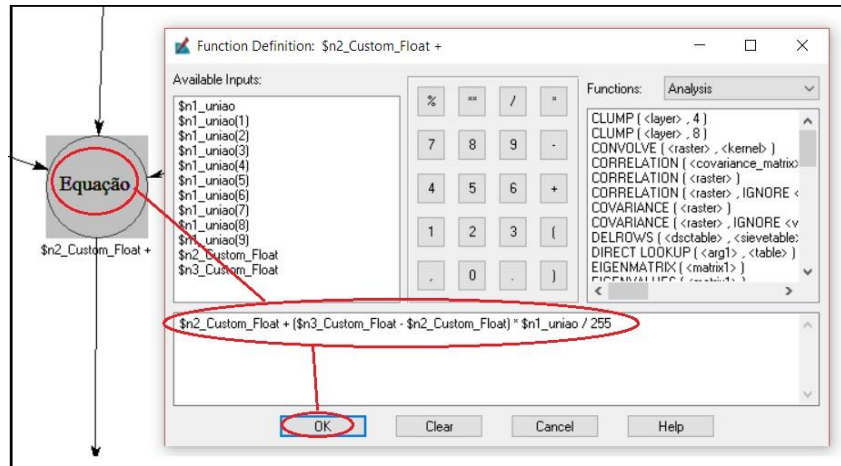 Function Definition: $n2_Custom_Float +
Available Inputs:
$n1_uniao
$n1_uniao(1)
$n1_uniao(2)
$n1_uniao(3)
$n1_uniao(4)
$n1_uniao(5)
$n1_uniao(6)
$n1_uniao(7)
$n1_uniao(8)
$n1_uniao(9)
$n2_Custom_Float
$n3_Custom_Float
% ** / *
7 8 9 -
4 5 6 +
1 2 3 (
, 0 . )
Functions: Analysis
CLUMP ( <layer> , 4 )
CLUMP ( <layer> , 8 )
CONVOLVE ( <raster> , <kernel> )
CORRELATION ( <covariance_matrix>
CORRELATION ( <raster> )
CORRELATION ( <raster> , IGNORE <
COVARIANCE ( <raster> )
COVARIANCE ( <raster> , IGNORE <v
DELROWS ( <dsctable> , <sievetable>
DIRECT LOOKUP ( <arg1> , <table> )
EIGENMATRIX ( <matrix1> )
Equação
$n2_Custom_Float +
$n2_Custom_Float + ($n3_Custom_Float - $n2_Custom_Float) * $n1_uniao / 255
OK Clear Cancel Help